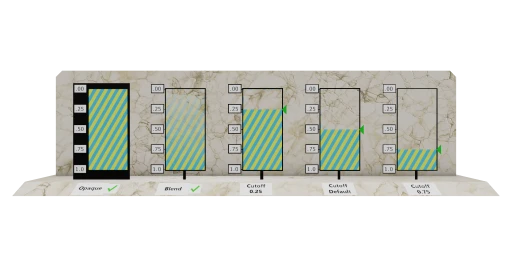 .00 .00 .00 .00 .00
.25 .25 .25 .25 .25
.50 .50 .50 .50 .50
.75 .75 .75 .75 .75
1.0 1.0 1.0 1.0 1.0
Opaque
Blend
Cutoff
0.25
Cutoff
Default
Cutoff
0.75